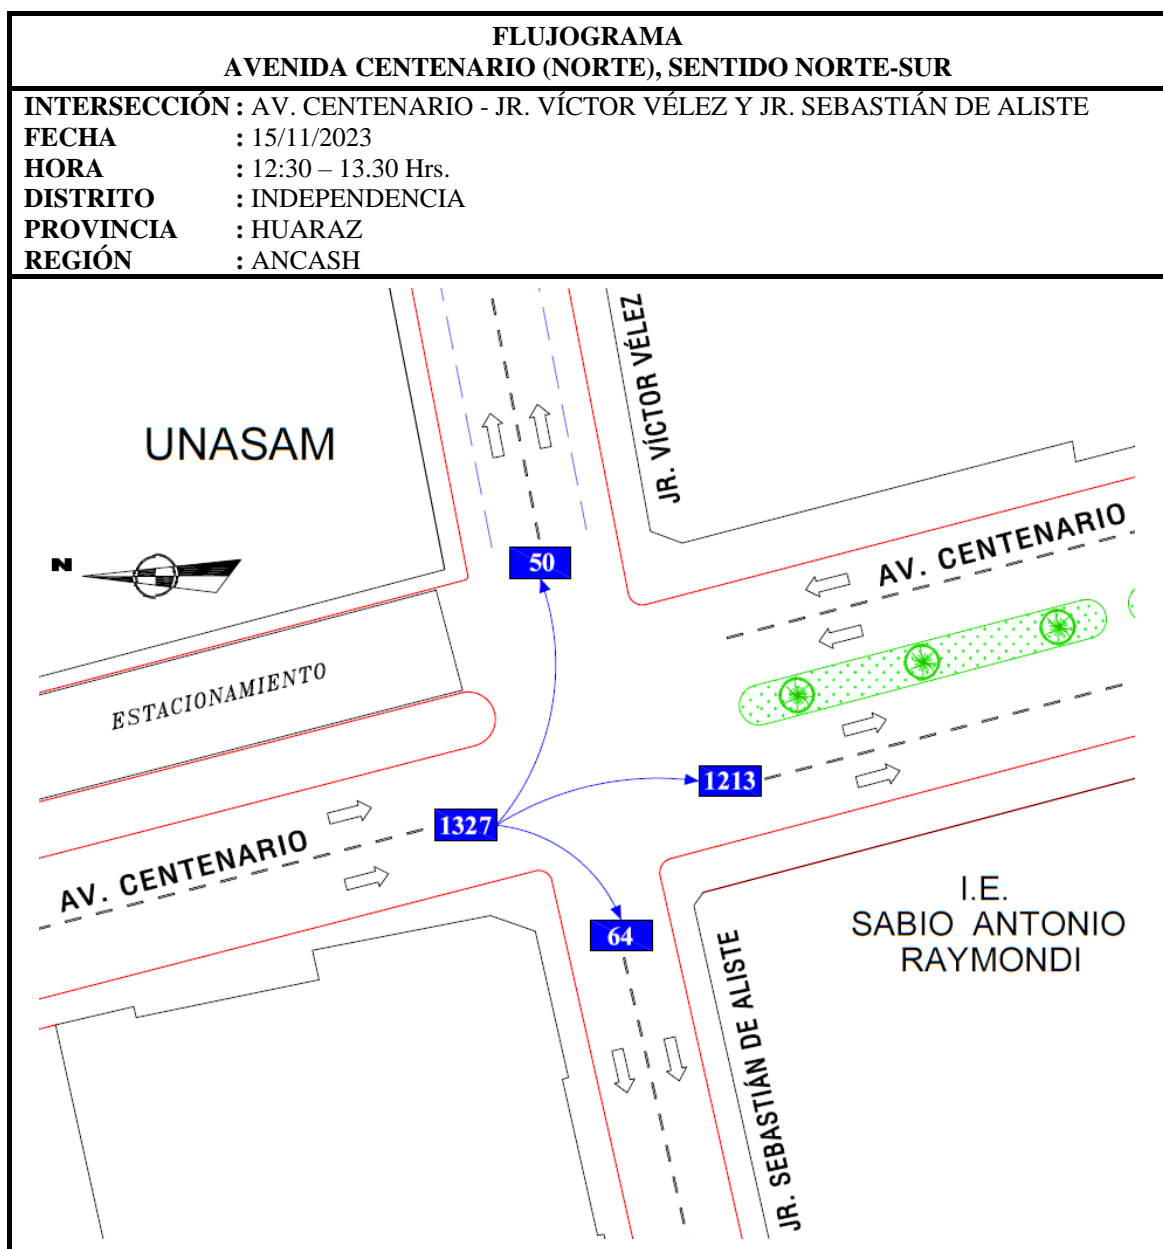 FLUJOGRAMA
AVENIDA CENTENARIO (NORTE), SENTIDO NORTE-SUR
INTERSECCIÓN : AV. CENTENARIO - JR. VÍCTOR VÉLEZ Y JR. SEBASTIÁN DE ALISTE
FECHA : 15/11/2023
HORA : 12:30 – 13.30 Hrs.
DISTRITO : INDEPENDENCIA
PROVINCIA : HUARAZ
REGIÓN : ANCASH
JR. VÍCTOR VÉLEZ
UNASAM
AV. CENTENARIO
N
50
ESTACIONAMIENTO
1213
1327
AV. CENTENARIO
64
I.E.
SABIO ANTONIO
RAYMONDI
JR. SEBASTIÁN DE ALISTE